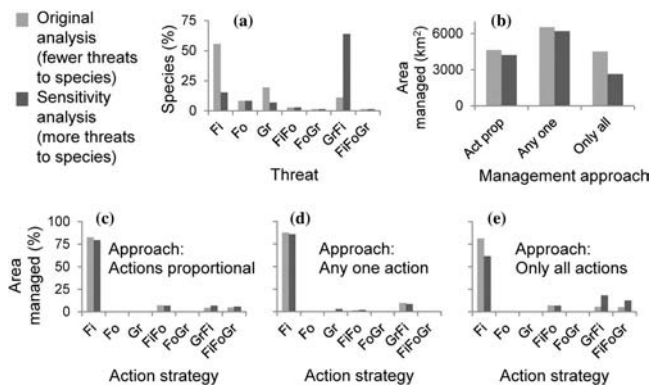 Original
analysis
(fewer threats
to species)
Sensitivity
analysis
(more threats
to species)
(a)
Species (%)
75
50
25
0
Fi
Fo
Gr
FiFo
FoGr
GrFi
FiFoGr
Threat
(b)
Area
managed (km²)
6000
3000
0
Act prop
Any one
Only all
Management approach
Area
managed (%)
100
75
50
25
0
(c)
Approach:
Actions proportional
Fi
Fo
Gr
FiFo
FoGr
GrFi
FiFoGr
Action strategy
(d)
Approach:
Any one action
Fi
Fo
Gr
FiFo
FoGr
GrFi
FiFoGr
Action strategy
(e)
Approach:
Only all actions
Fi
Fo
Gr
FiFo
FoGr
GrFi
FiFoGr
Action strategy